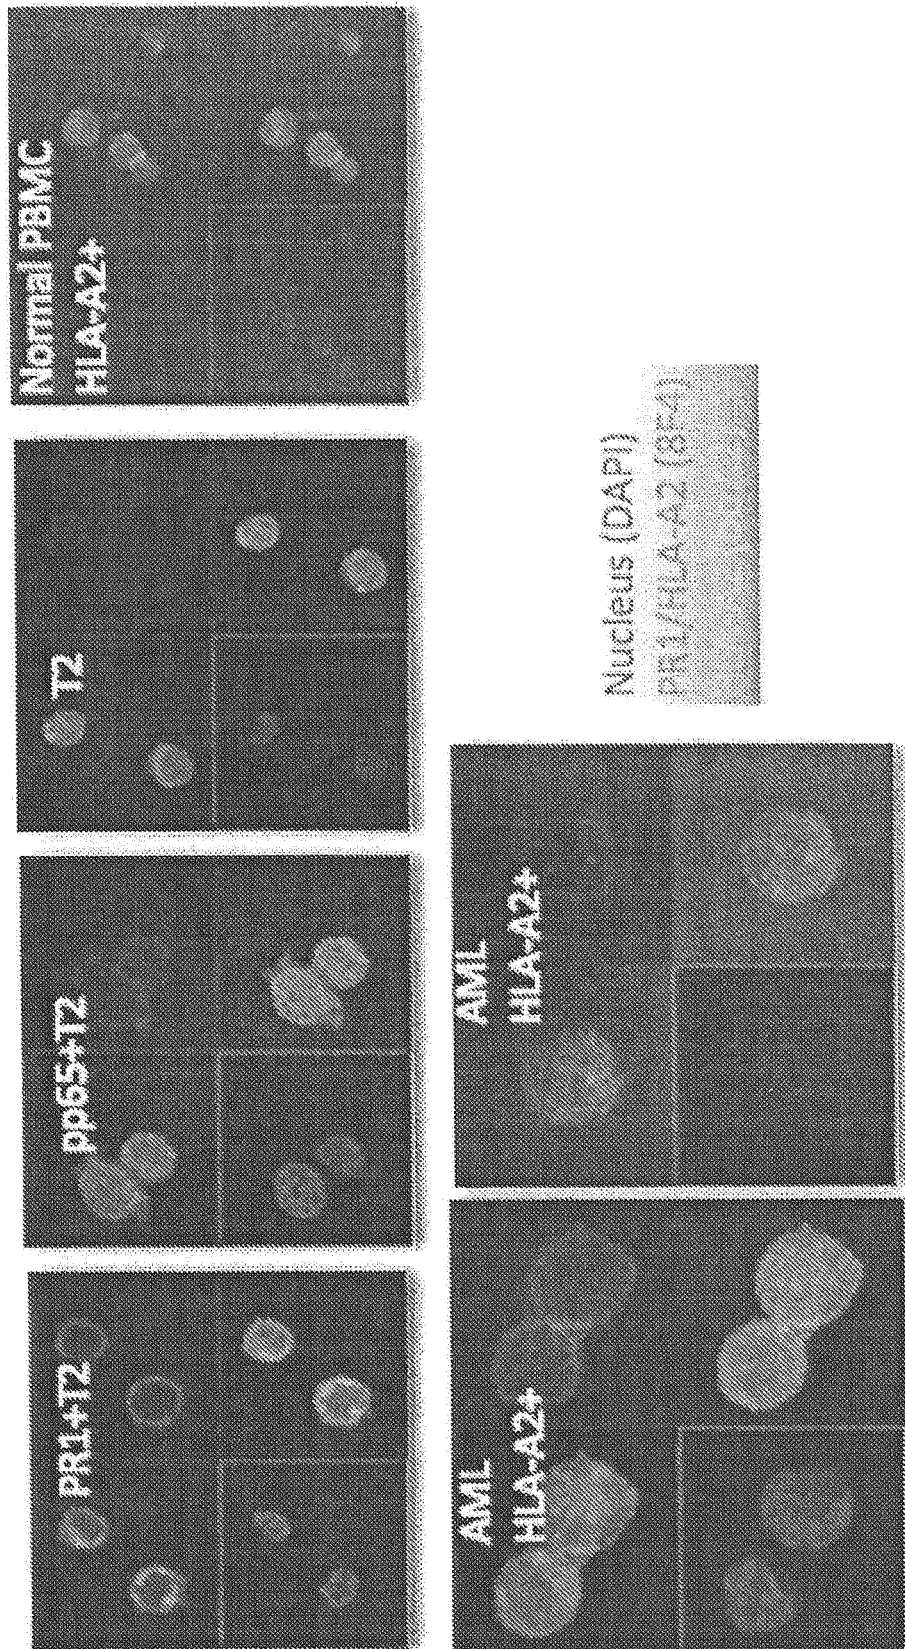 PR1+T2
pp65+T2
T2
Normal PBMC
HLA-A2+
AML
HLA-A2+
AML
HLA-A2+
Nucleus (DAPI)
PR1/HLA-A2 (8F4)